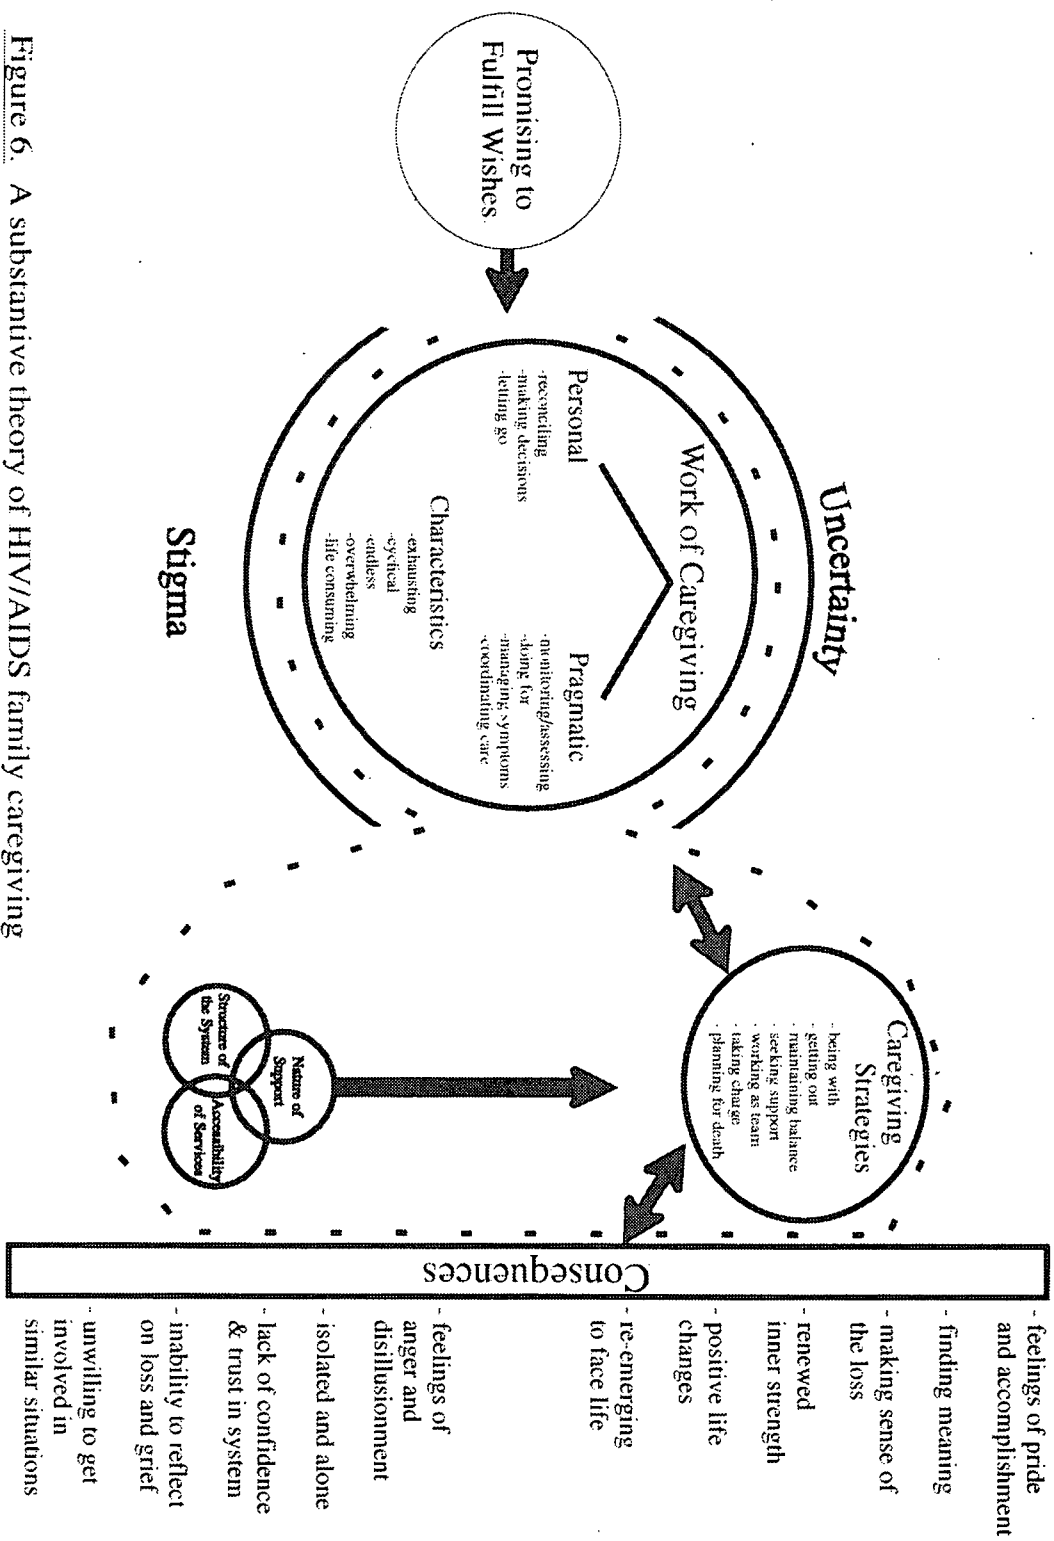 Promising to
Fulfill Wishes
Uncertainty
Work of Caregiving
Personal
-reconciling
-making decisions
-letting go
Pragmatic
-monitoring/assessing
-doing for
-managing symptoms
-coordinating care
Characteristics
-exhausting
-cyclical
-endless
-overwhelming
-life consuming
Stigma
Caregiving
Strategies
- being with
- getting out
- maintaining balance
- seeking support
- working as team
- taking charge
- planning for death
Nature of
Support
Structure of
the System
Accessibility
of Services
Consequences
- feelings of pride
and accomplishment
- finding meaning
- making sense of
the loss
- renewed
inner strength
- positive life
changes
- re-emerging
to face life
- feelings of
anger and
disillusionment
- isolated and alone
- lack of confidence
& trust in system
- inability to reflect
on loss and grief
- unwilling to get
involved in
similar situations
Figure 6. A substantive theory of HIV/AIDS family caregiving